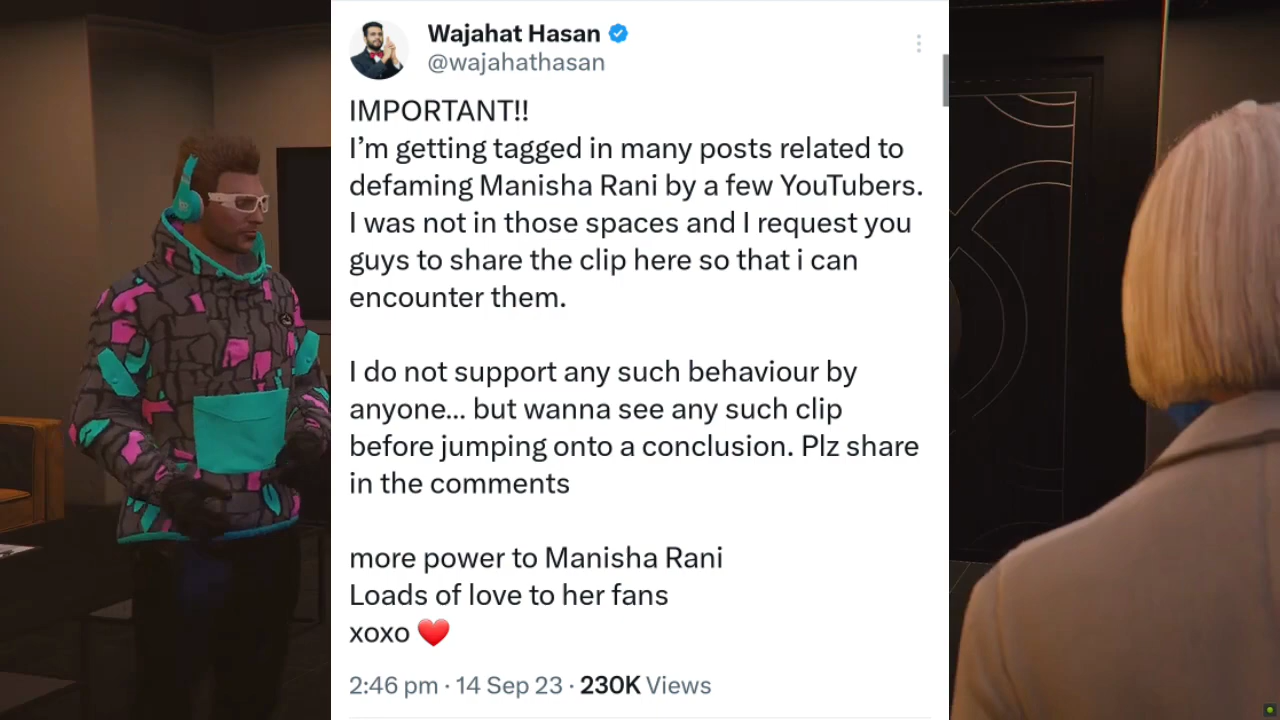 Wajahat Hasan
@wajahathasan
IMPORTANT!!
I’m getting tagged in many posts related to
defaming Manisha Rani by a few YouTubers.
I was not in those spaces and I request you
guys to share the clip here so that i can
encounter them.
I do not support any such behaviour by
anyone... but wanna see any such clip
before jumping onto a conclusion. Plz share
in the comments
more power to Manisha Rani
Loads of love to her fans
xoxo ❤️
2:46 pm · 14 Sep 23 · 230K Views